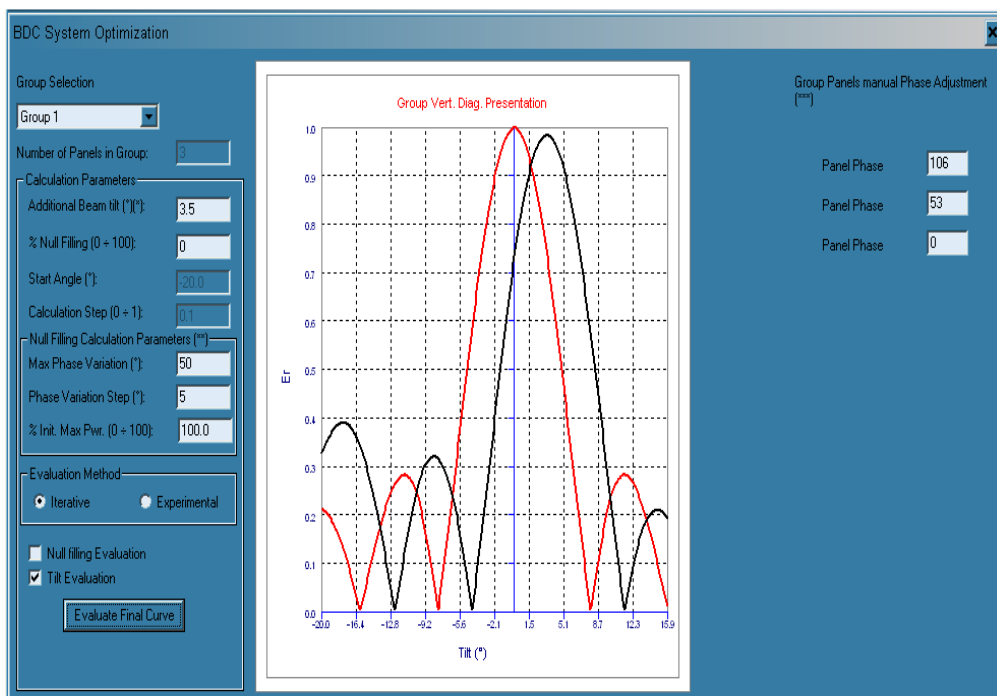 BDC System Optimization
Group Selection
Group 1
Number of Panels in Group: 3
Calculation Parameters
Additional Beam tilt (°)(*): 3.5
% Null Filling (0 ÷ 100): 0
Start Angle (°): -20.0
Calculation Step (0 ÷ 1): 0.1
Null Filling Calculation Parameters (**)
Max Phase Variation (°): 50
Phase Variation Step (°): 5
% Init. Max Pwr. (0 ÷ 100): 100.0
Evaluation Method
Iterative Experimental
Null filling Evaluation
Tilt Evaluation
Evaluate Final Curve
Group Vert. Diag. Presentation
1.0
0.9
0.8
0.7
0.6
0.5
0.4
0.3
0.2
0.1
0.0
Er
-20.0 -16.4 -12.8 -9.2 -5.6 -2.1 1.5 5.1 8.7 12.3 15.9
Tilt (°)
Group Panels manual Phase Adjustment
(***)
Panel Phase 106
Panel Phase 53
Panel Phase 0